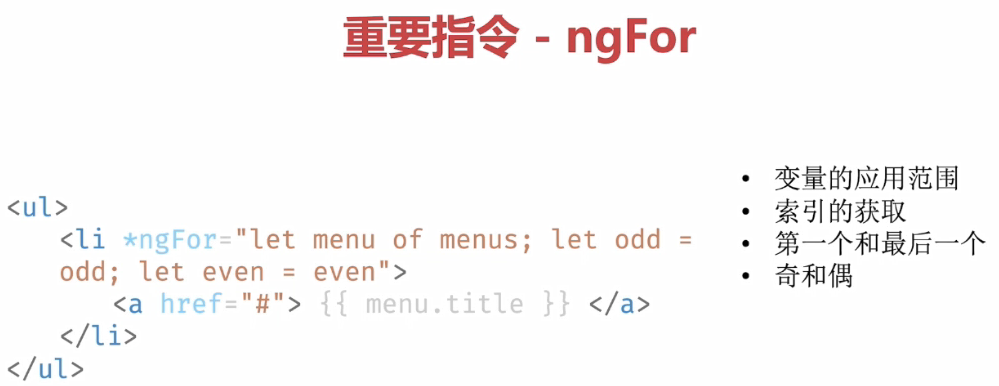 重要指令 - ngFor
<ul>
<li *ngFor="let menu of menus; let odd =
odd; let even = even">
<a href="#"> {{ menu.title }} </a>
</li>
</ul>
• 变量的应用范围
• 索引的获取
• 第一个和最后一个
• 奇和偶